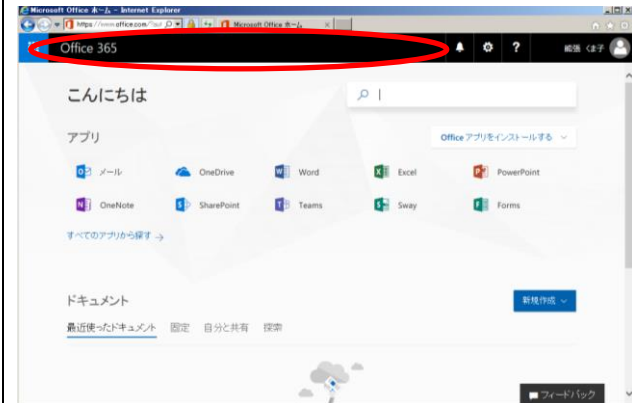 Microsoft Office ホーム - Internet Explorer
https://www.office.com/
Microsoft Office ホーム
Office 365
?
こんにちは
アプリ
Office アプリをインストールする
メール
OneDrive
Word
Excel
PowerPoint
OneNote
SharePoint
Teams
Sway
Forms
すべてのアプリから探す →
ドキュメント
新規作成
最近使ったドキュメント 固定 自分と共有 探索
フィードバック